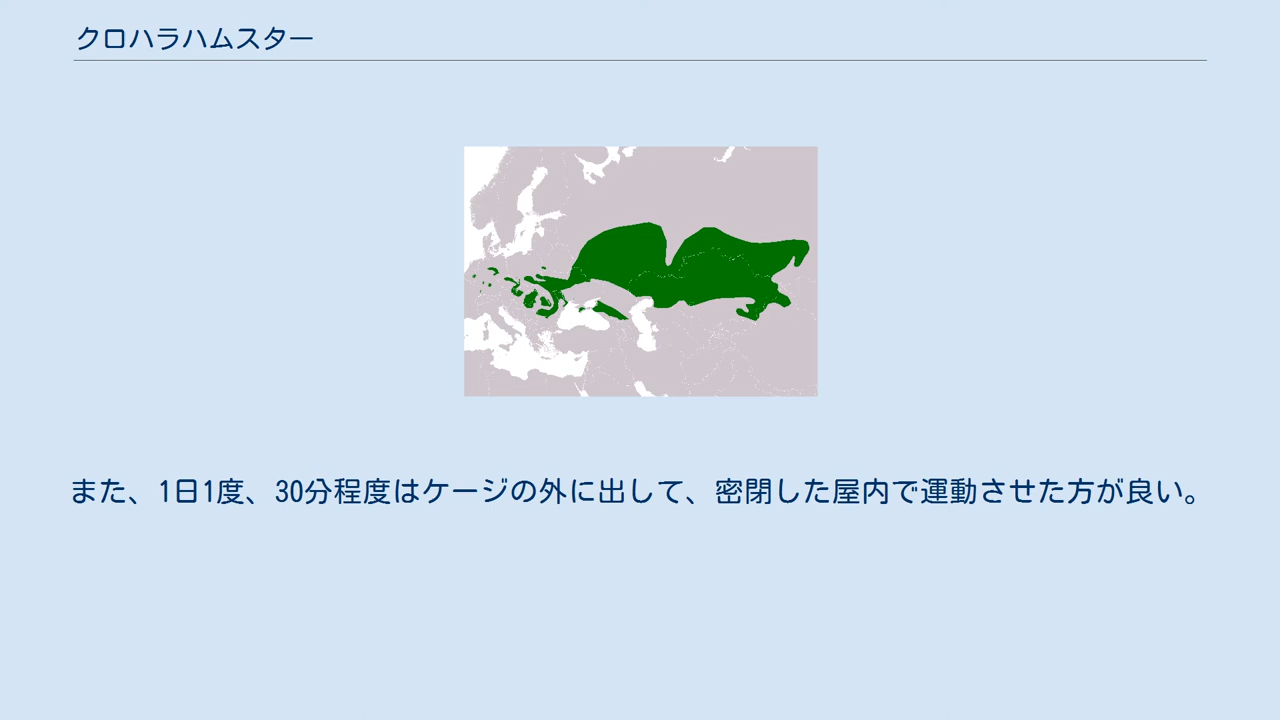 クロハラハムスター
また、1日1度、30分程度はケージの外に出して、密閉した屋内で運動させた方が良い。